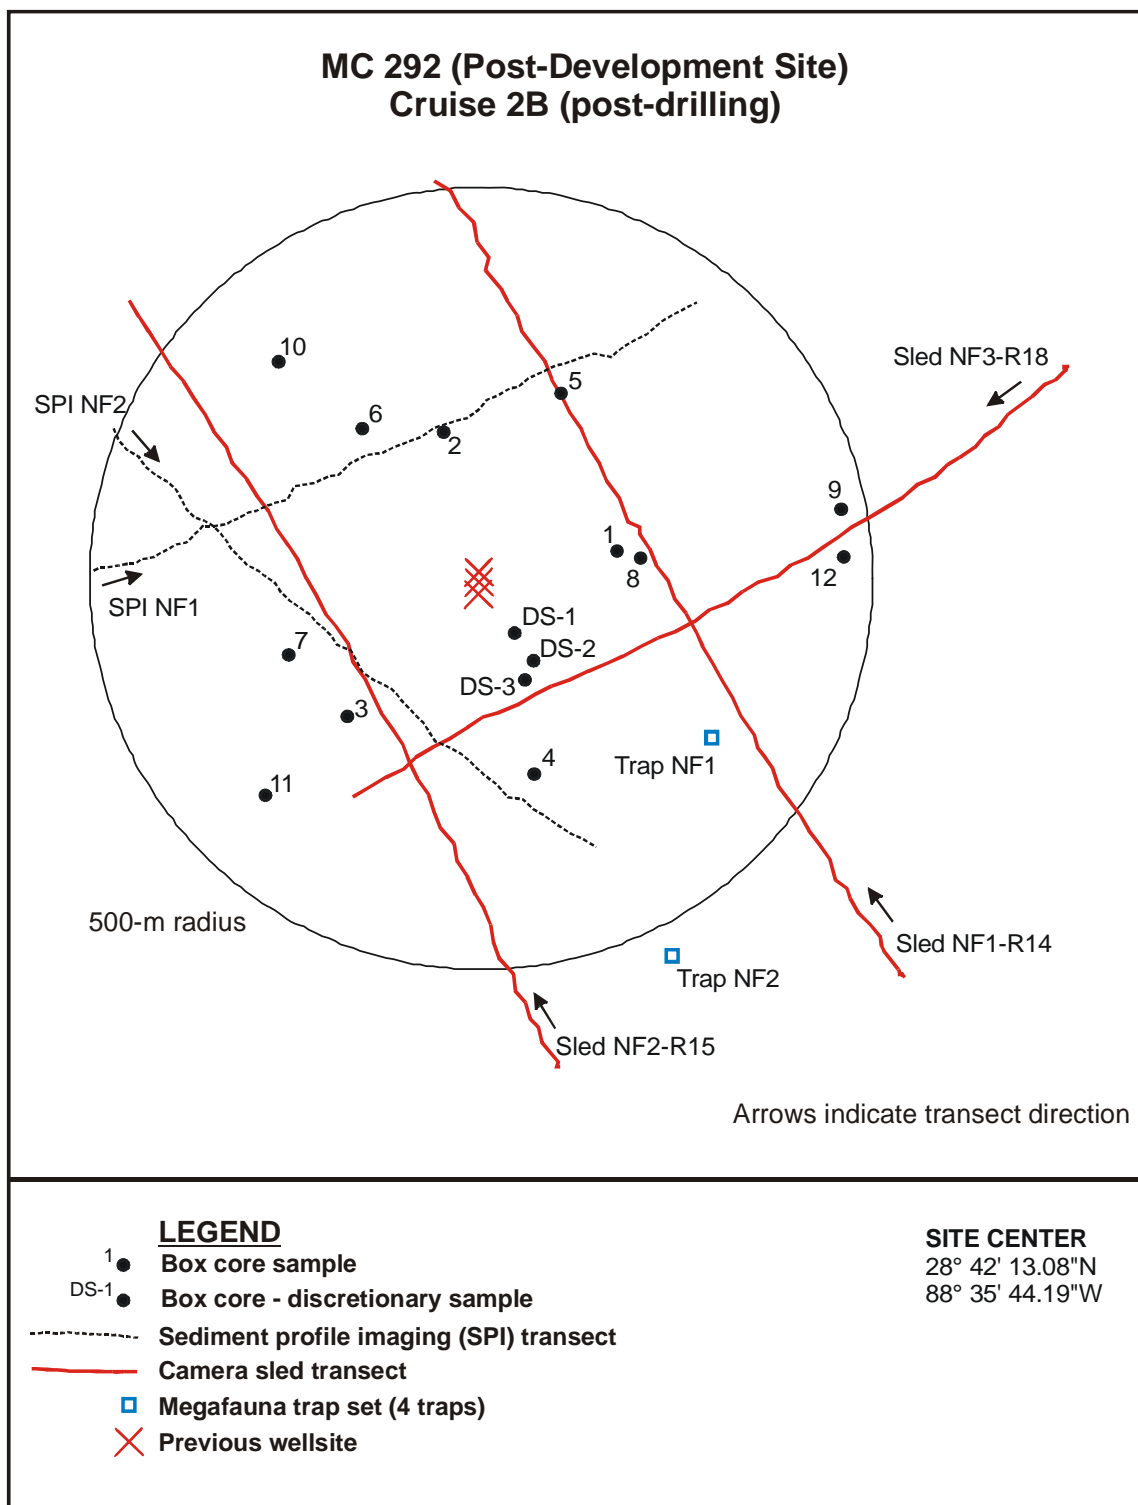 MC 292 (Post-Development Site)
Cruise 2B (post-drilling)
10
5
Sled NF3-R18
SPI NF2
6
2
9
1
8
12
SPI NF1
DS-1
7
DS-2
DS-3
3
Trap NF1
4
11
500-m radius
Sled NF1-R14
Trap NF2
Sled NF2-R15
Arrows indicate transect direction
LEGEND
1 Box core sample
DS-1 Box core - discretionary sample
Sediment profile imaging (SPI) transect
Camera sled transect
Megafauna trap set (4 traps)
Previous wellsite
SITE CENTER
28° 42' 13.08"N
88° 35' 44.19"W